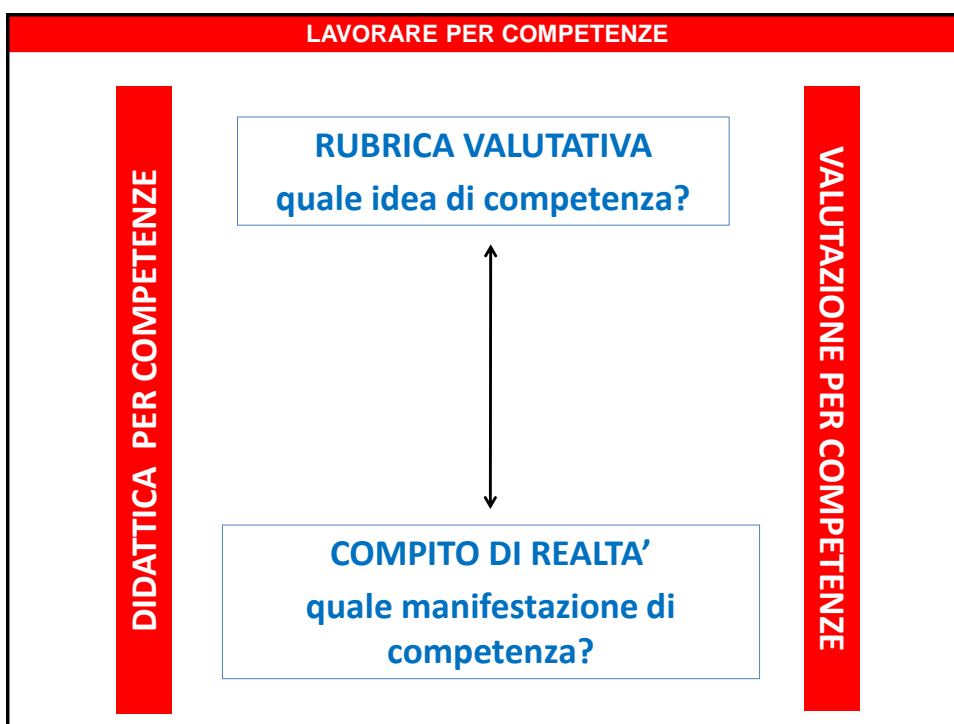 LAVORARE PER COMPETENZE
DIDATTICA PER COMPETENZE
RUBRICA VALUTATIVA
quale idea di competenza?
COMPITO DI REALTA’
quale manifestazione di
competenza?
VALUTAZIONE PER COMPETENZE